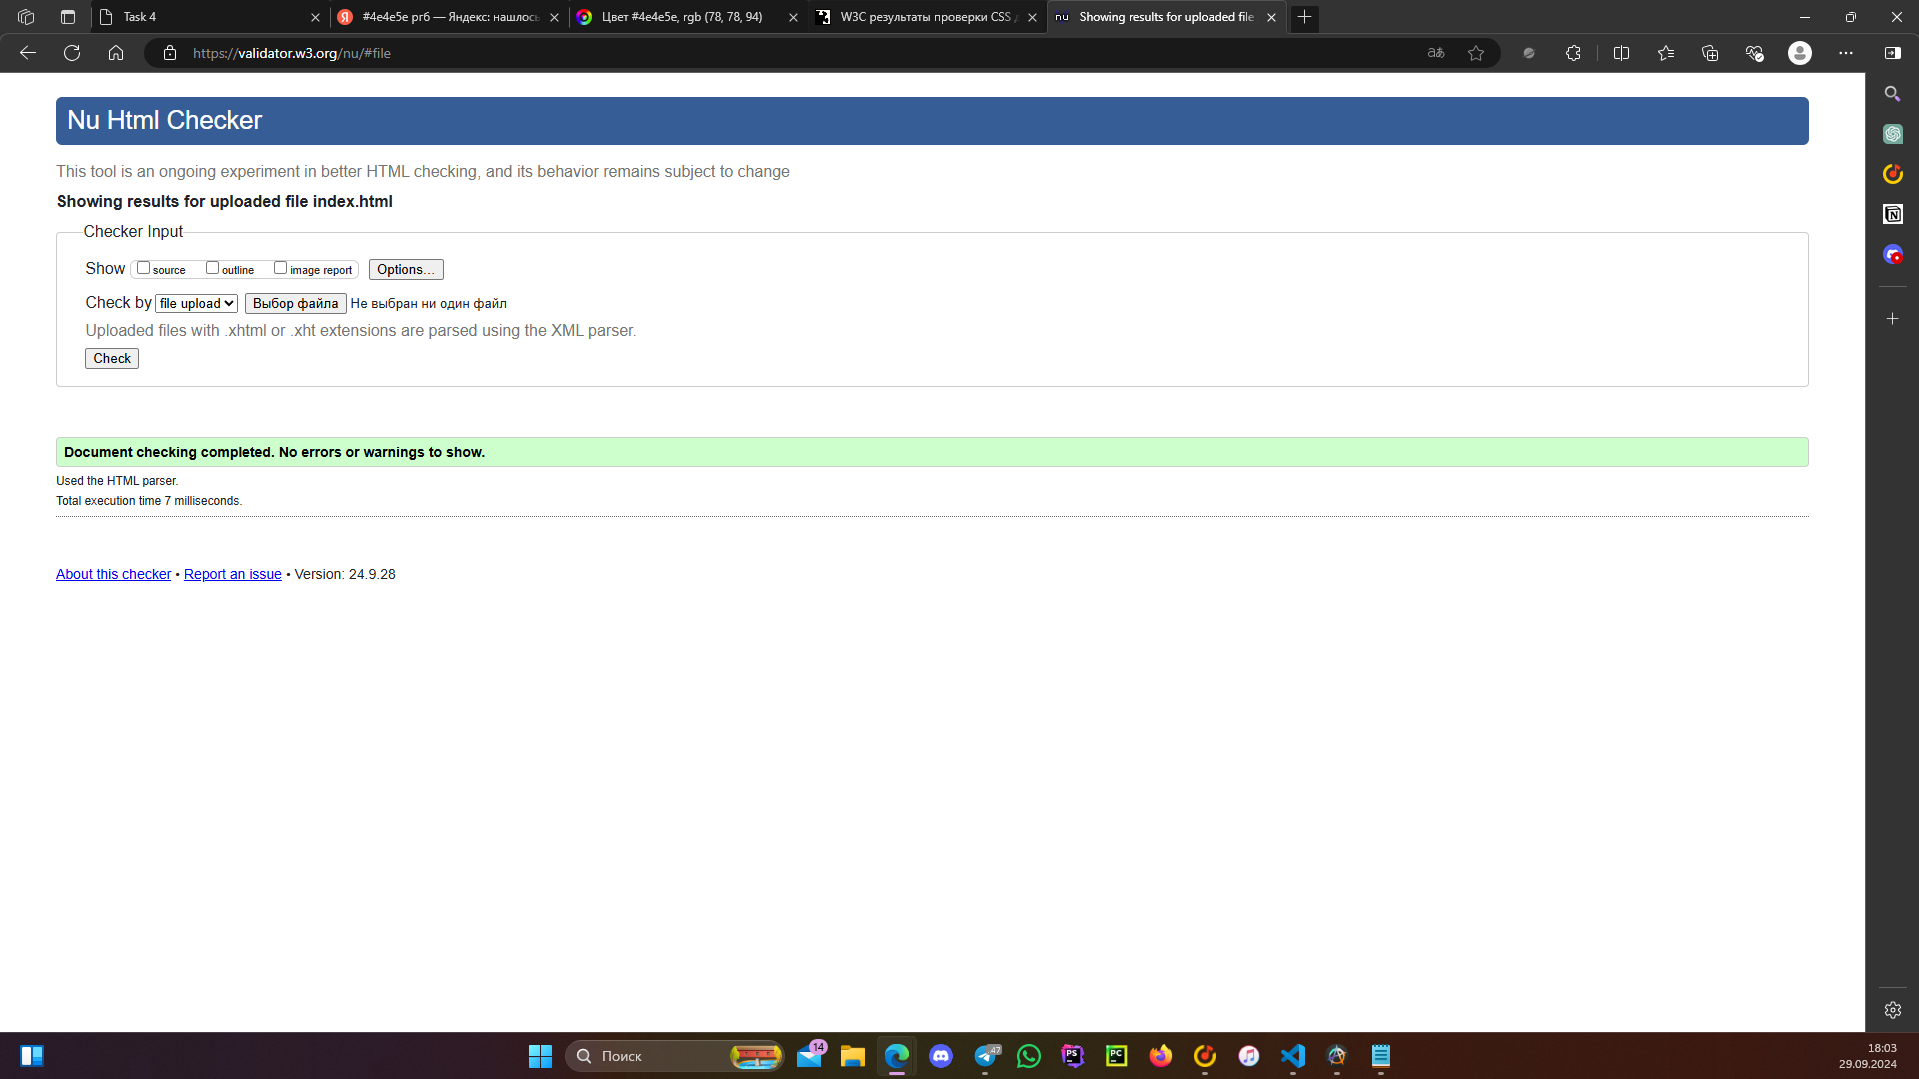 Task 4
#4e4e5e ргб — Яндекс: нашлось
Цвет #4e4e5e, rgb (78, 78, 94)
W3C результаты проверки CSS д
nu
Showing results for uploaded file
https://validator.w3.org/nu/#file
Nu Html Checker
This tool is an ongoing experiment in better HTML checking, and its behavior remains subject to change
Showing results for uploaded file index.html
Checker Input
Show source outline image report Options...
Check by file upload Выбор файла Не выбран ни один файл
Uploaded files with .xhtml or .xht extensions are parsed using the XML parser.
Check
Document checking completed. No errors or warnings to show.
Used the HTML parser.
Total execution time 7 milliseconds.
About this checker • Report an issue • Version: 24.9.28
Поиск
14
47
PS
PC
18:03
29.09.2024